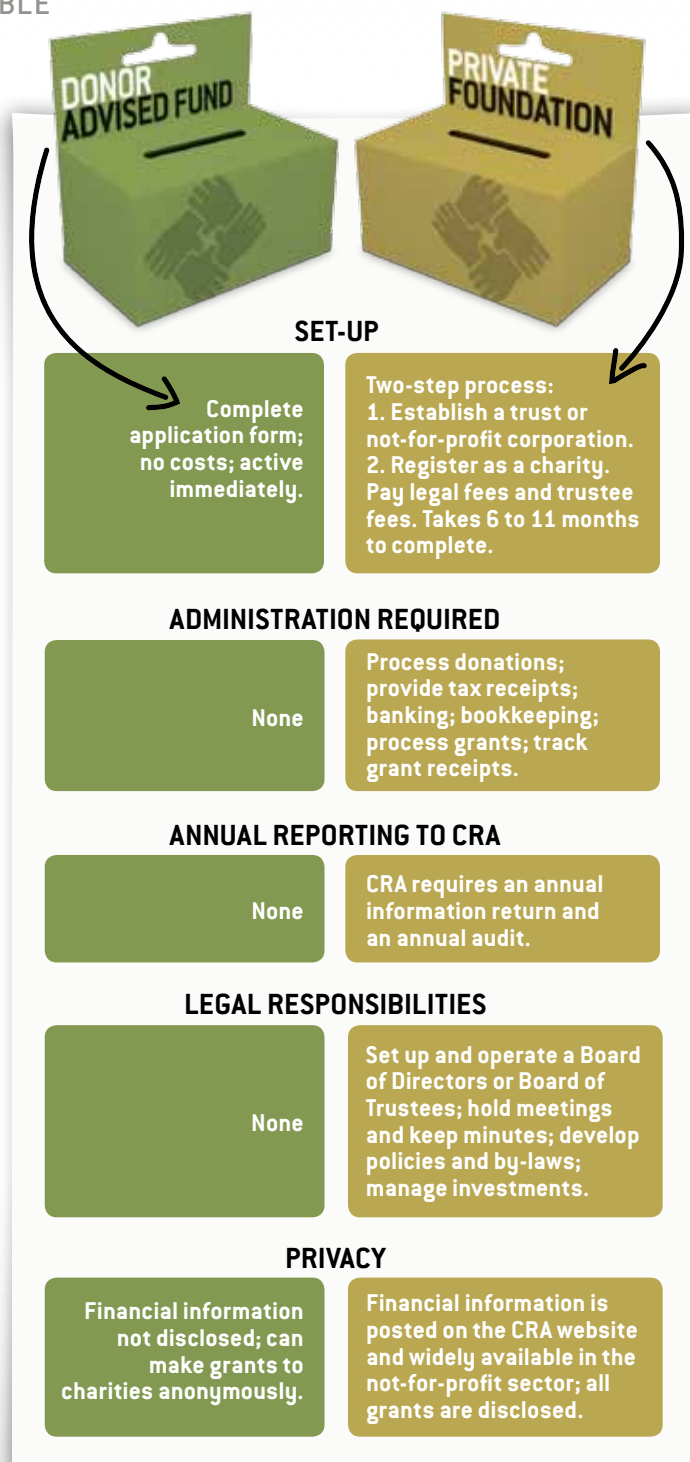 BLE
DONOR
ADVISED FUND
PRIVATE
FOUNDATION
SET-UP
Complete
application form;
no costs; active
immediately.
Two-step process:
1. Establish a trust or
not-for-profit corporation.
2. Register as a charity.
Pay legal fees and trustee
fees. Takes 6 to 11 months
to complete.
ADMINISTRATION REQUIRED
None
Process donations;
provide tax receipts;
banking; bookkeeping;
process grants; track
grant receipts.
ANNUAL REPORTING TO CRA
None
CRA requires an annual
information return and
an annual audit.
LEGAL RESPONSIBILITIES
None
Set up and operate a Board
of Directors or Board of
Trustees; hold meetings
and keep minutes; develop
policies and by-laws;
manage investments.
PRIVACY
Financial information
not disclosed; can
make grants to
charities anonymously.
Financial information is
posted on the CRA website
and widely available in the
not-for-profit sector; all
grants are disclosed.